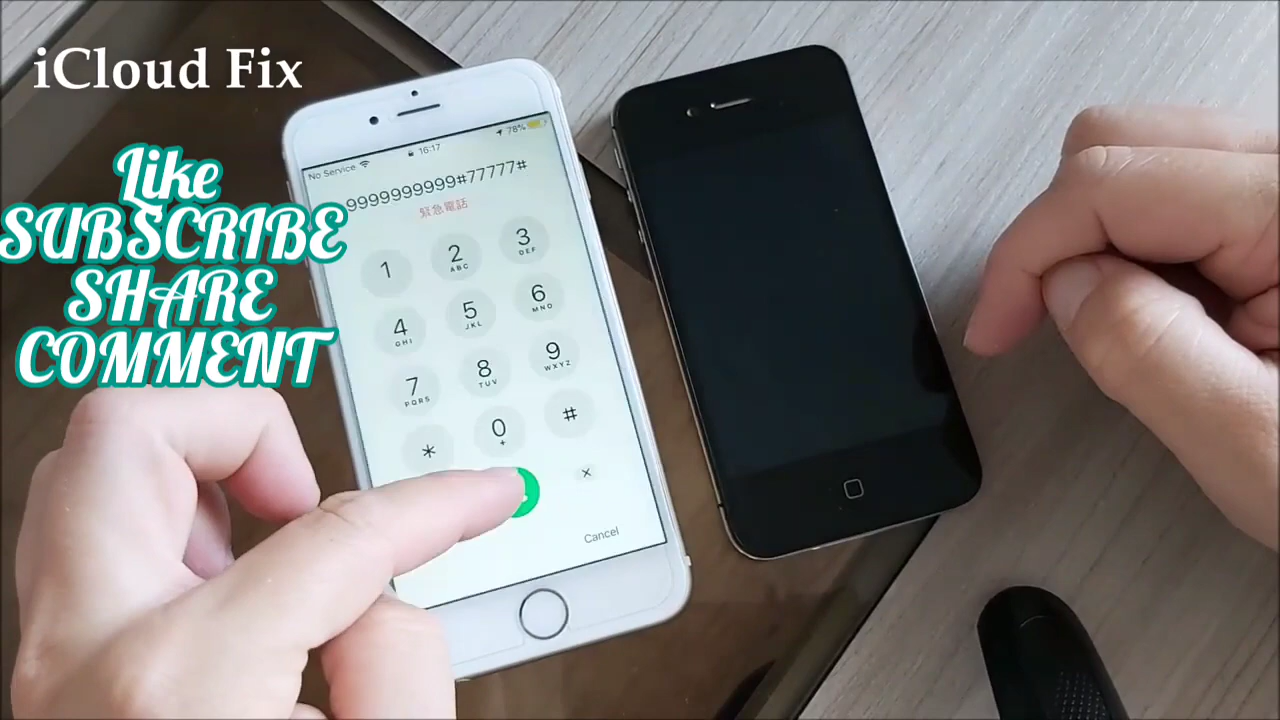 iCloud Fix
Like
SUBSCRIBE
SHARE
COMMENT
No Service 16:17 78%
9999999999#77777#
緊急電話
1 2 3
ABC DEF
4 5 6
GHI JKL MNO
7 8 9
PQRS TUV WXYZ
* 0 #
+
Cancel